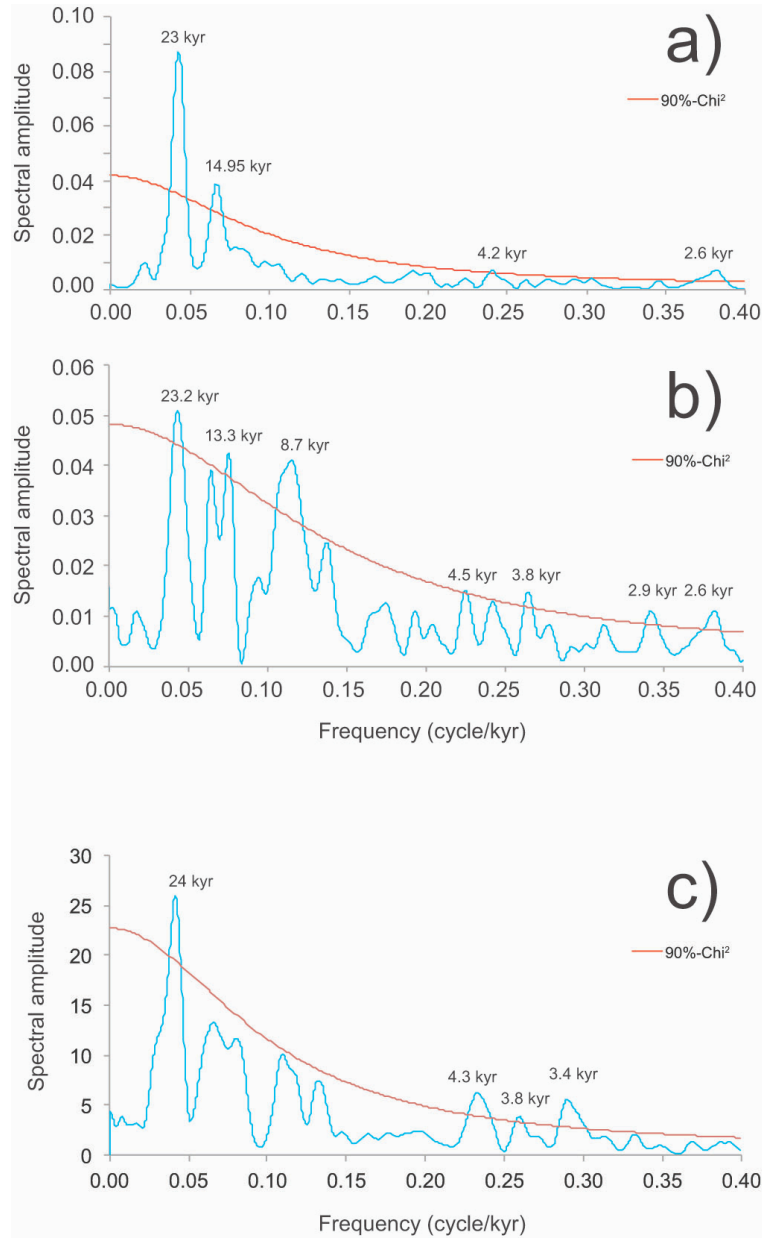 a)
90%-Chi²
Spectral amplitude
0.10
0.08
0.06
0.04
0.02
0.00
23 kyr
14.95 kyr
4.2 kyr
2.6 kyr
0.00 0.05 0.10 0.15 0.20 0.25 0.30 0.35 0.40
b)
90%-Chi²
Spectral amplitude
0.06
0.05
0.04
0.03
0.02
0.01
0.00
23.2 kyr
13.3 kyr
8.7 kyr
4.5 kyr
3.8 kyr
2.9 kyr
2.6 kyr
0.00 0.05 0.10 0.15 0.20 0.25 0.30 0.35 0.40
Frequency (cycle/kyr)
c)
90%-Chi²
Spectral amplitude
30
25
20
15
10
5
0
24 kyr
4.3 kyr
3.8 kyr
3.4 kyr
0.00 0.05 0.10 0.15 0.20 0.25 0.30 0.35 0.40
Frequency (cycle/kyr)